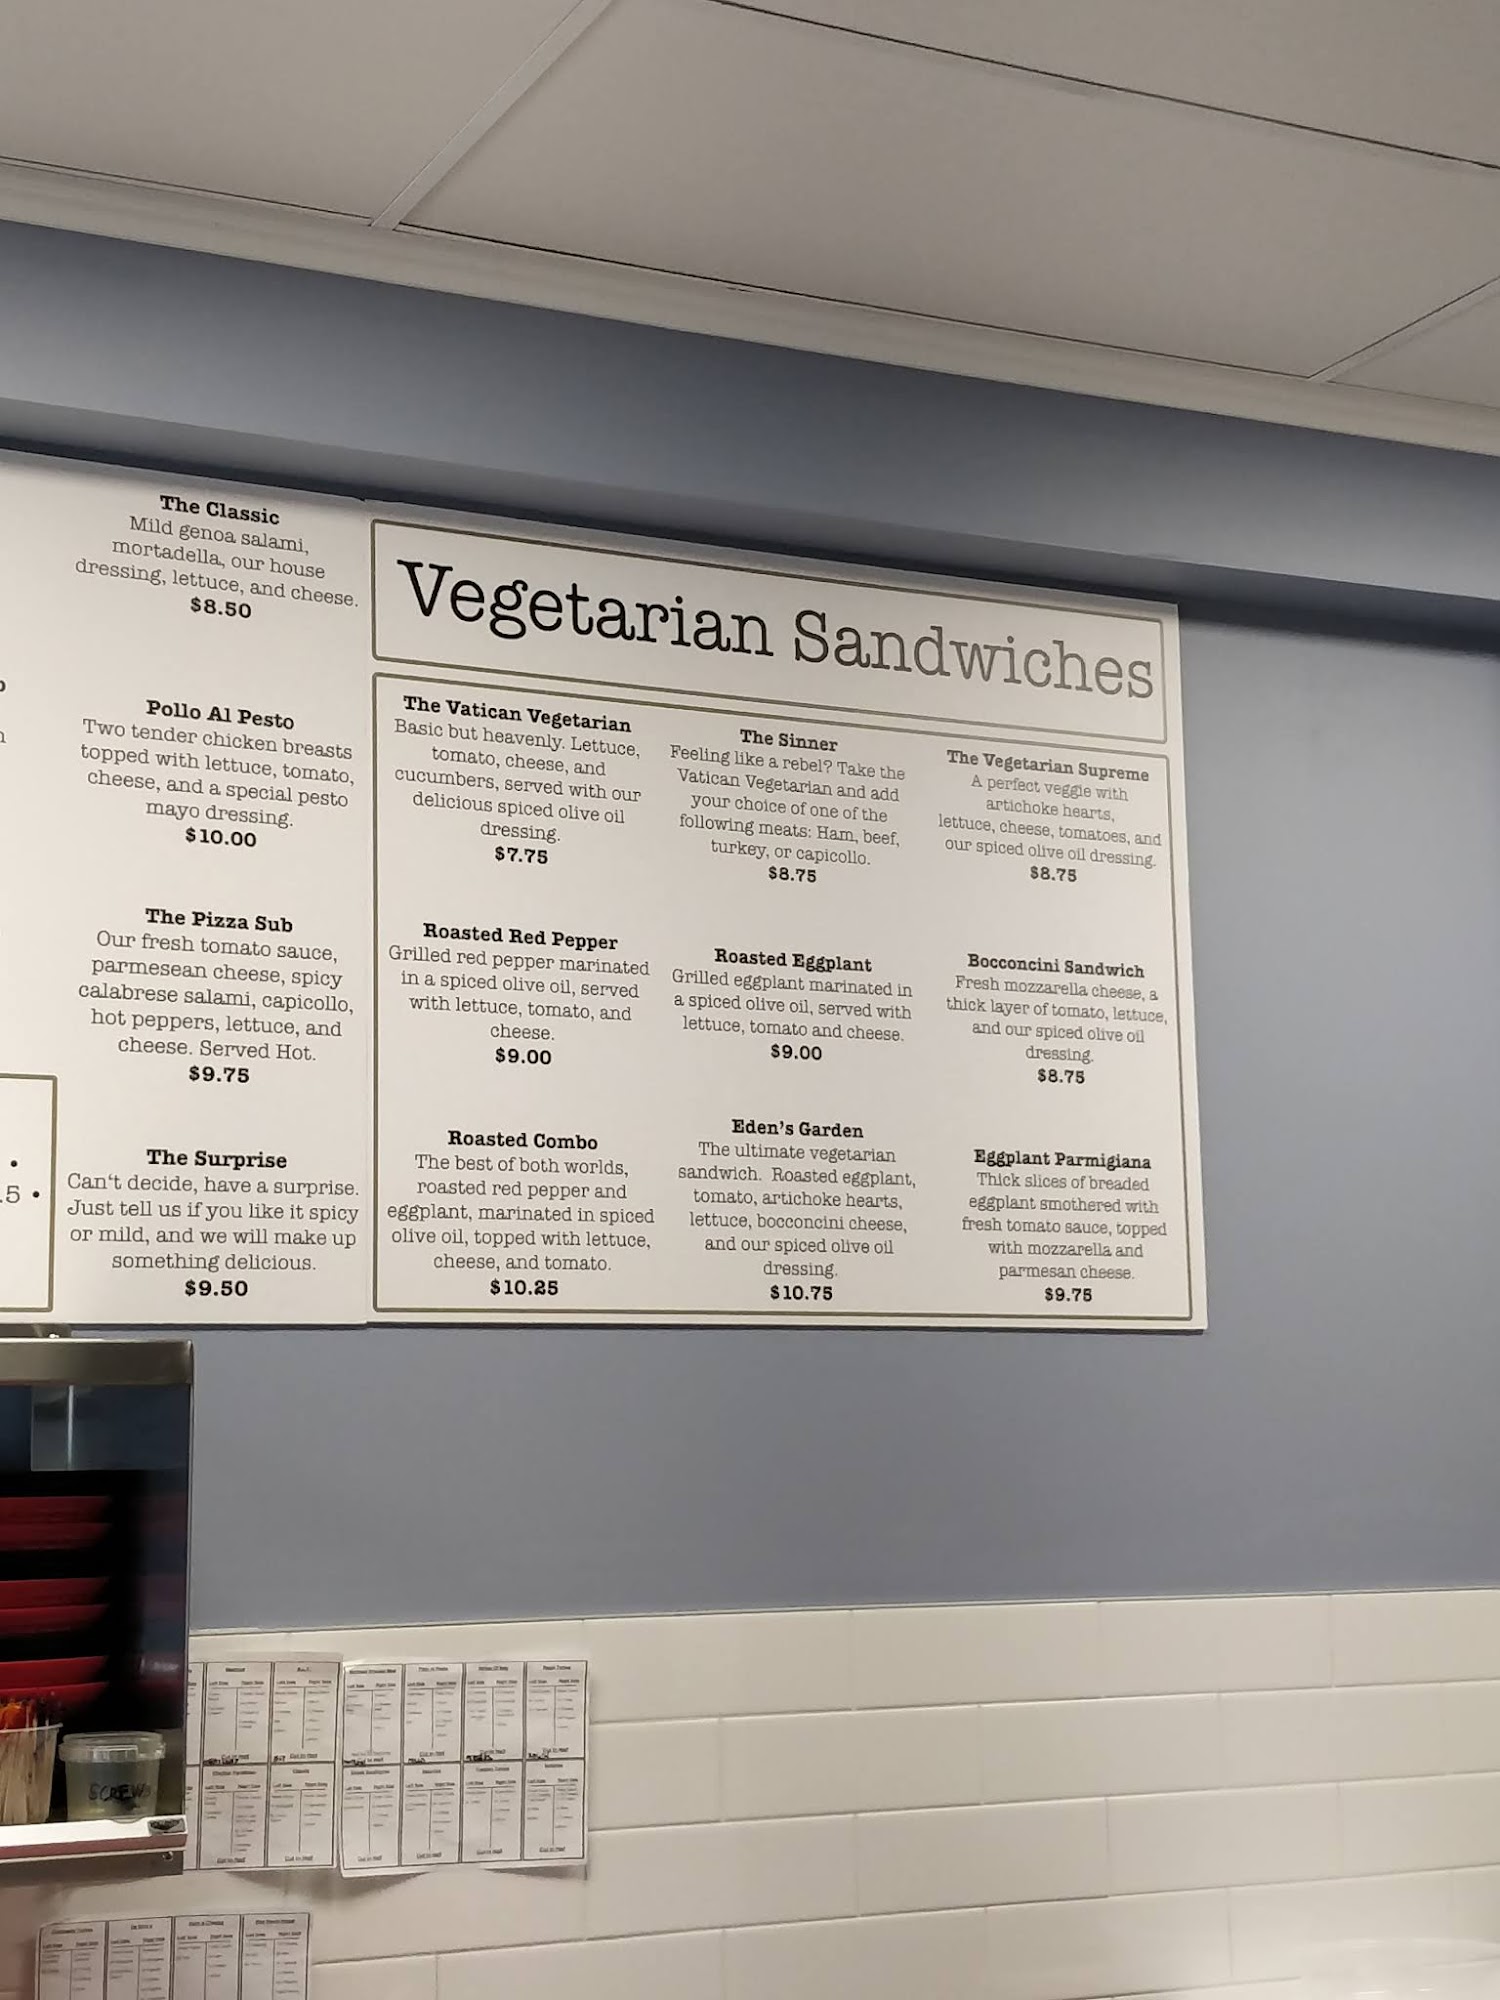 The Classic
Mild genoa salami,
mortadella, our house
dressing, lettuce, and cheese.
$8.50
Pollo Al Pesto
Two tender chicken breasts
topped with lettuce, tomato,
cheese, and a special pesto
mayo dressing.
$10.00
The Pizza Sub
Our fresh tomato sauce,
parmesean cheese, spicy
calabrese salami, capicollo,
hot peppers, lettuce, and
cheese. Served Hot.
$9.75
The Surprise
Can't decide, have a surprise.
Just tell us if you like it spicy
or mild, and we will make up
something delicious.
$9.50
Vegetarian Sandwiches
The Vatican Vegetarian
Basic but heavenly. Lettuce,
tomato, cheese, and
cucumbers, served with our
delicious spiced olive oil
dressing.
$7.75
The Sinner
Feeling like a rebel? Take the
Vatican Vegetarian and add
your choice of one of the
following meats: Ham, beef,
turkey, or capicollo.
$8.75
The Vegetarian Supreme
A perfect veggie with
artichoke hearts,
lettuce, cheese, tomatoes, and
our spiced olive oil dressing.
$8.75
Roasted Red Pepper
Grilled red pepper marinated
in a spiced olive oil, served
with lettuce, tomato, and
cheese.
$9.00
Roasted Eggplant
Grilled eggplant marinated in
a spiced olive oil, served with
lettuce, tomato and cheese.
$9.00
Bocconcini Sandwich
Fresh mozzarella cheese, a
thick layer of tomato, lettuce,
and our spiced olive oil
dressing.
$8.75
Roasted Combo
The best of both worlds,
roasted red pepper and
eggplant, marinated in spiced
olive oil, topped with lettuce,
cheese, and tomato.
$10.25
Eden's Garden
The ultimate vegetarian
sandwich. Roasted eggplant,
tomato, artichoke hearts,
lettuce, bocconcini cheese,
and our spiced olive oil
dressing.
$10.75
Eggplant Parmigiana
Thick slices of breaded
eggplant smothered with
fresh tomato sauce, topped
with mozzarella and
parmesan cheese.
$9.75
SCREWS